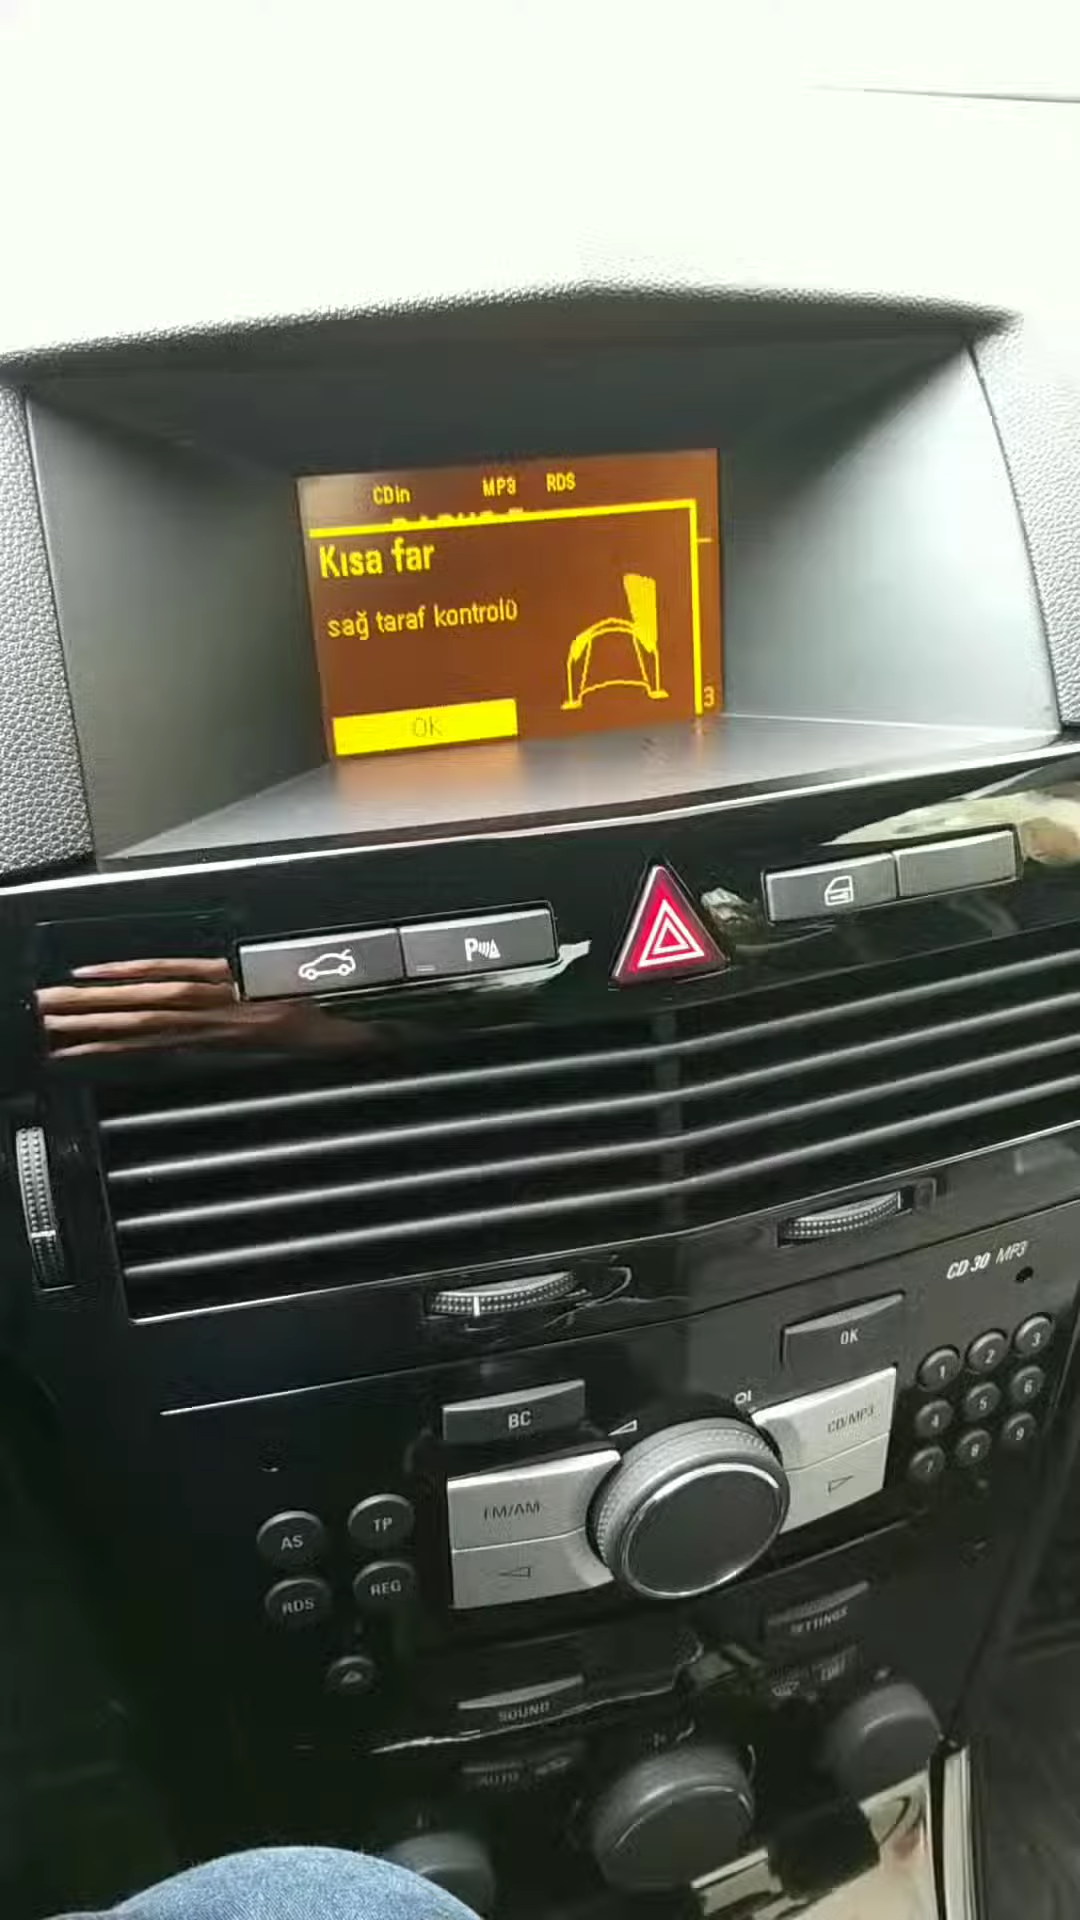 CDin MP3 RDS
Kısa far
sağ taraf kontrolü
OK
3
P
CD 30 MP3
OK
BC
FM/AM
CD/MP3
1 2 3
4 5 6
7 8 9
AS TP
RDS REG
SETTINGS
SOUND
AUTO